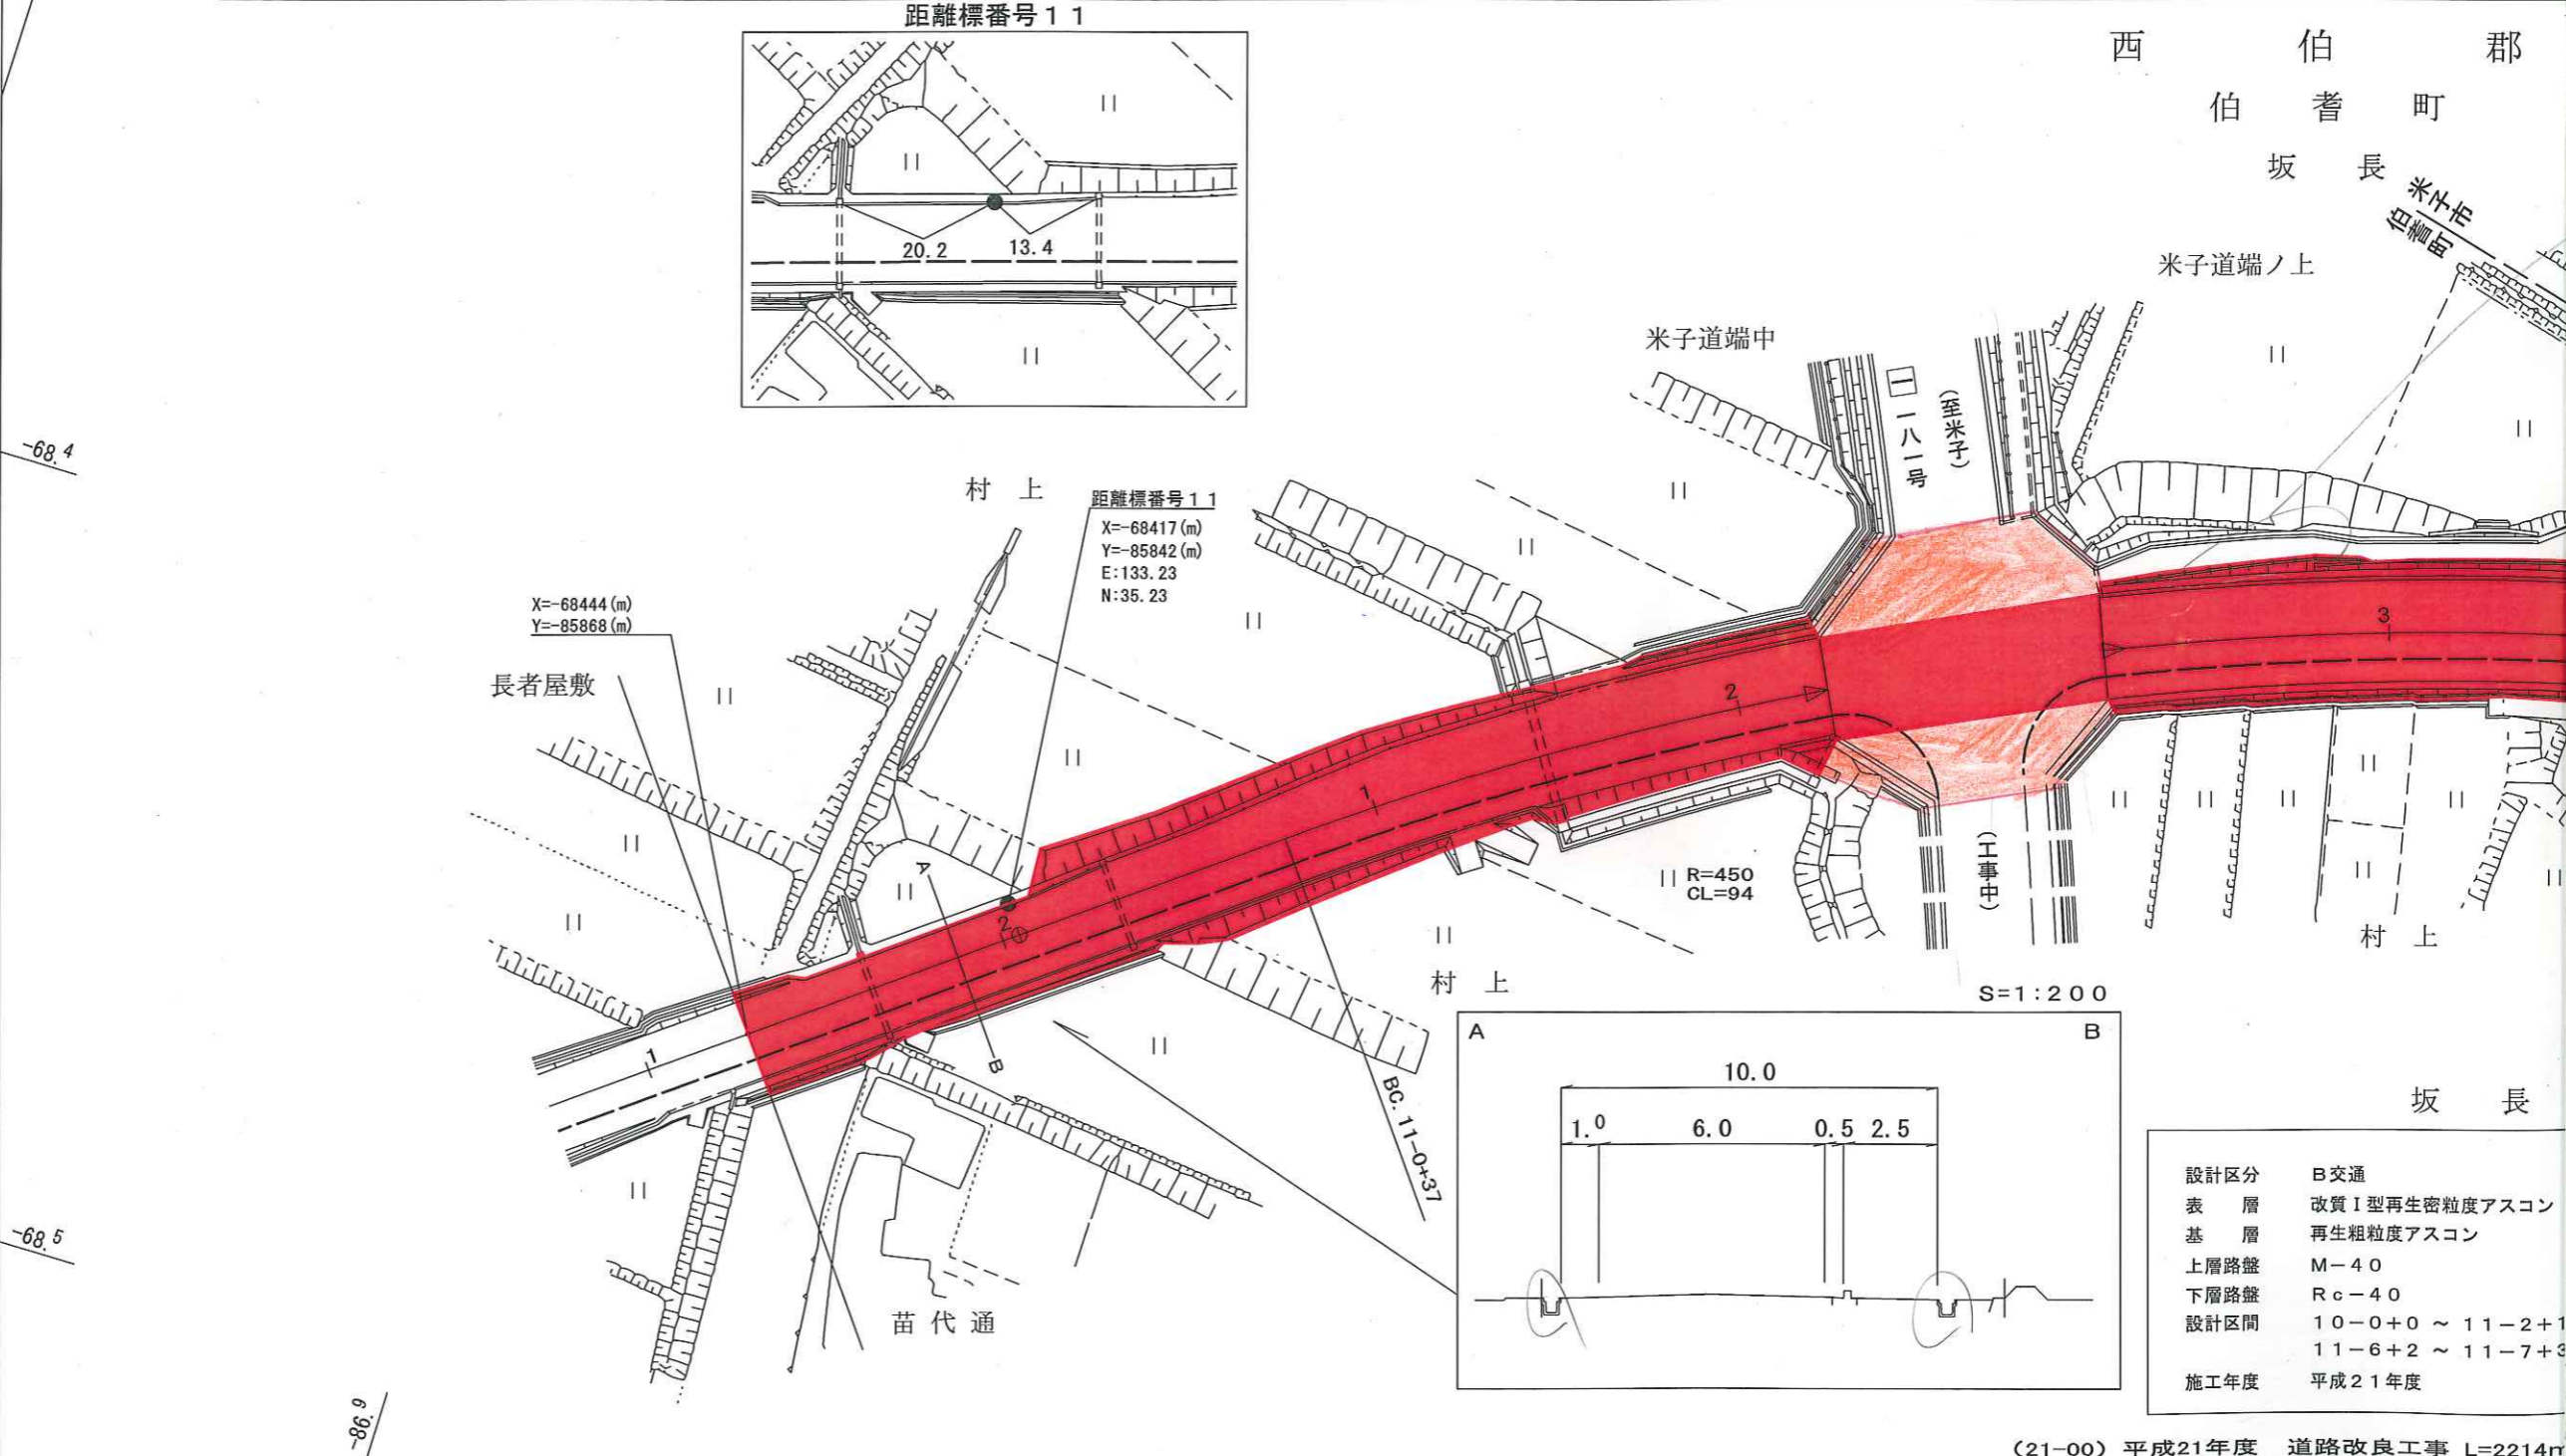 距離標番号11
20.2
13.4
西伯郡
伯耆町
坂長
米子市
伯耆町
米子道端ノ上
米子道端中
一 一八一号
(至米子)
-68.4
村上
距離標番号11
X=-68417(m)
Y=-85842(m)
E:133.23
N:35.23
X=-68444(m)
Y=-85868(m)
長者屋敷
3
2
1
2
1
A
B
R=450
CL=94
(工事中)
村上
村上
BC. 11-0+37
S=1:200
A
B
10.0
1.0
6.0
0.5
2.5
苗代通
-68.5
-86.9
坂長
設計区分 B交通
表層 改質Ⅰ型再生密粒度アスコン
基層 再生粗粒度アスコン
上層路盤 M-40
下層路盤 Rc-40
設計区間 10-0+0 ~ 11-2+1
11-6+2 ~ 11-7+3
施工年度 平成21年度
(21-00) 平成21年度 道路改良工事 L=2214m